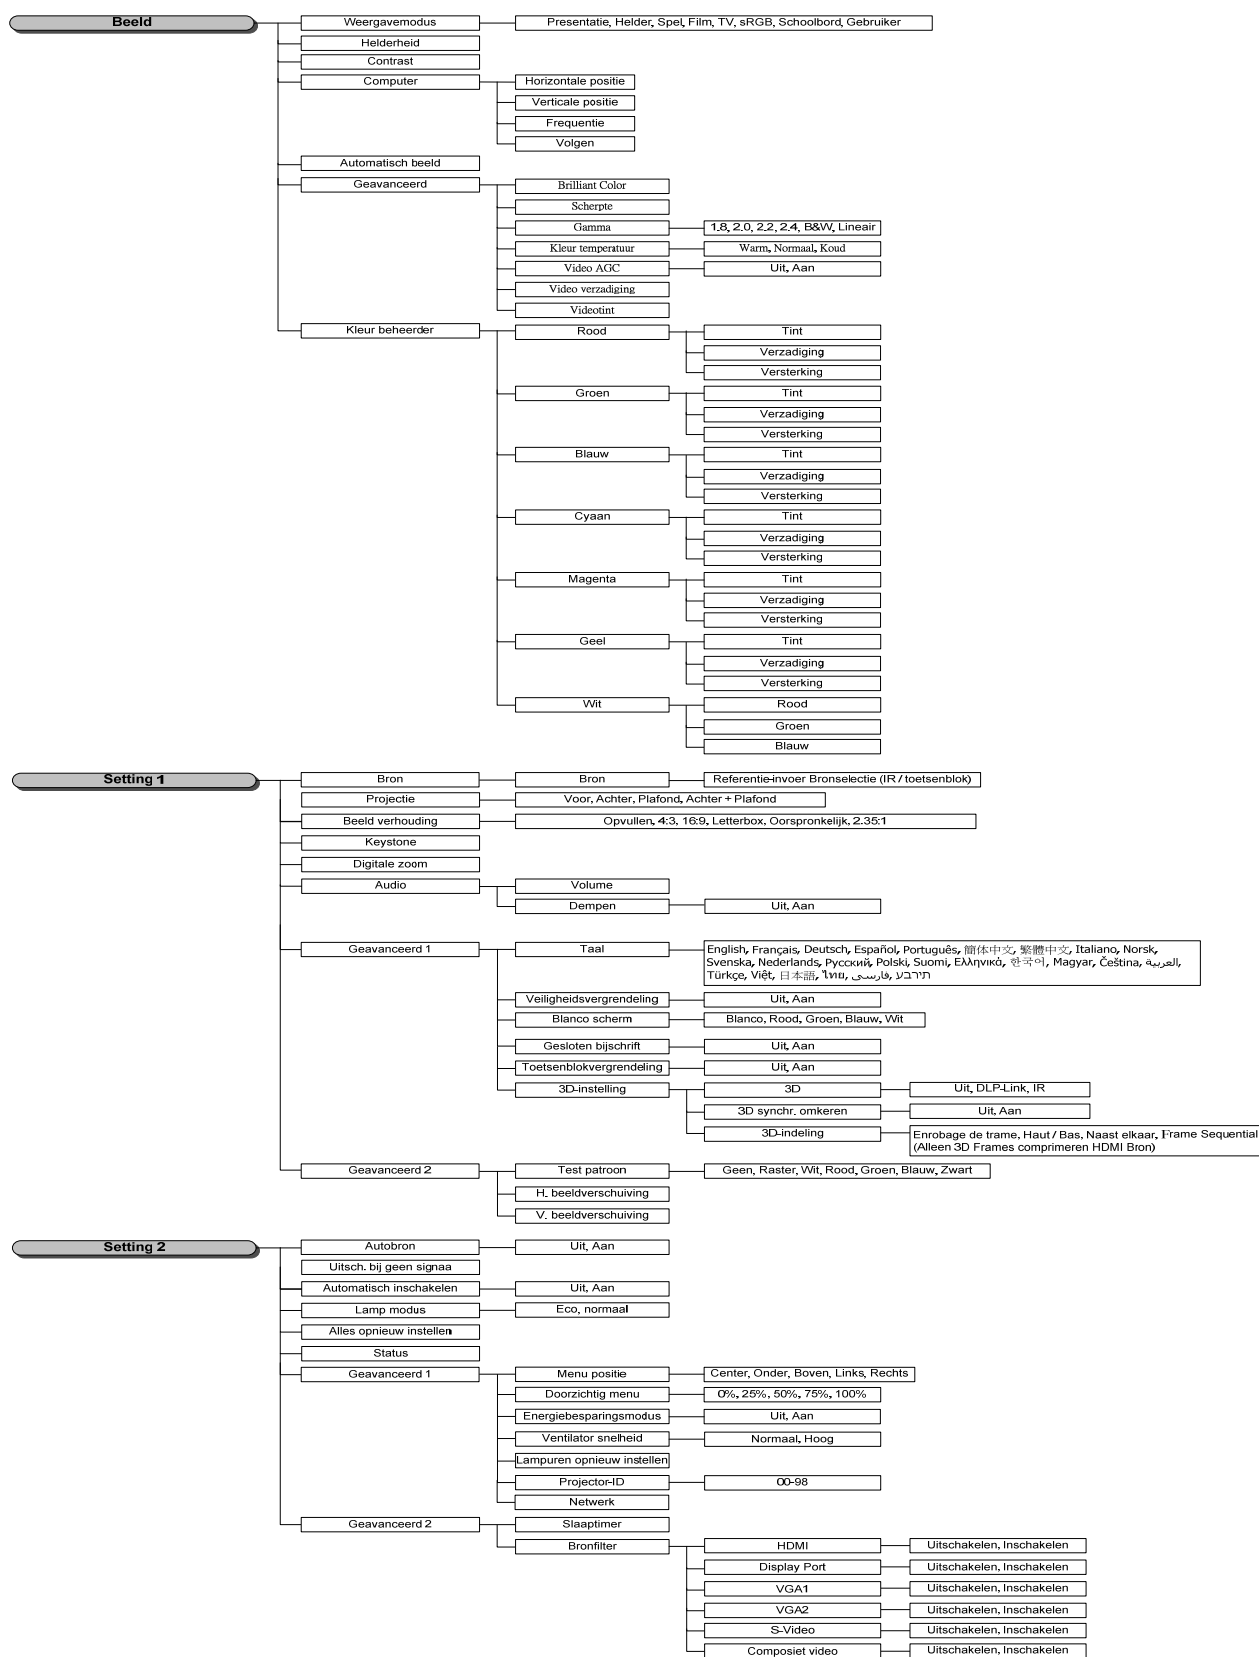 Beeld
Weergavemodus
Presentatie, Helder, Spel, Film, TV, sRGB, Schoolbord, Gebruiker
Helderheid
Contrast
Computer
Horizontale positie
Verticale positie
Frequentie
Volgen
Automatisch beeld
Geavanceerd
Brilliant Color
Scherpte
Gamma
1.8, 2.0, 2.2, 2.4, B&W, Lineair
Kleur temperatuur
Warm, Normaal, Koud
Video AGC
Uit, Aan
Video verzadiging
Videotint
Kleur beheerder
Rood
Tint
Verzadiging
Versterking
Groen
Tint
Verzadiging
Versterking
Blauw
Tint
Verzadiging
Versterking
Cyaan
Tint
Verzadiging
Versterking
Magenta
Tint
Verzadiging
Versterking
Geel
Tint
Verzadiging
Versterking
Wit
Rood
Groen
Blauw
Setting 1
Bron
Bron
Referentie-invoer Bronselectie (IR / toetsenblok)
Projectie
Voor, Achter, Plafond, Achter + Plafond
Beeld verhouding
Opvullen, 4:3, 16:9, Letterbox, Oorspronkelijk, 2.35:1
Keystone
Digitale zoom
Audio
Volume
Dempen
Uit, Aan
Geavanceerd 1
Taal
English, Français, Deutsch, Español, Português, 簡体中文, 繁體中文, Italiano, Norsk,
Svenska, Nederlands, Русский, Polski, Suomi, Ελληνικά, 한국어, Magyar, Čeština, العربية,
Türkçe, Việt, 日本語, ไทย, فارسی, תירבע
Veiligheidsvergrendeling
Uit, Aan
Blanco scherm
Blanco, Rood, Groen, Blauw, Wit
Gesloten bijschrift
Uit, Aan
Toetsenblokvergrendeling
Uit, Aan
3D-instelling
3D
Uit, DLP-Link, IR
3D synchr. omkeren
Uit, Aan
3D-indeling
Enrobage de trame, Haut / Bas, Naast elkaar, Frame Sequential
(Alleen 3D Frames comprimeren HDMI Bron)
Geavanceerd 2
Test patroon
Geen, Raster, Wit, Rood, Groen, Blauw, Zwart
H. beeldverschuiving
V. beeldverschuiving
Setting 2
Autobron
Uit, Aan
Uitsch. bij geen signaa
Automatisch inschakelen
Uit, Aan
Lamp modus
Eco, normaal
Alles opnieuw instellen
Status
Geavanceerd 1
Menu positie
Center, Onder, Boven, Links, Rechts
Doorzichtig menu
0%, 25%, 50%, 75%, 100%
Energiebesparingsmodus
Uit, Aan
Ventilator snelheid
Normaal, Hoog
Lampuren opnieuw instellen
Projector-ID
00-98
Netwerk
Geavanceerd 2
Slaaptimer
Bronfilter
HDMI
Uitschakelen, Inschakelen
Display Port
Uitschakelen, Inschakelen
VGA1
Uitschakelen, Inschakelen
VGA2
Uitschakelen, Inschakelen
S-Video
Uitschakelen, Inschakelen
Composiet video
Uitschakelen, Inschakelen